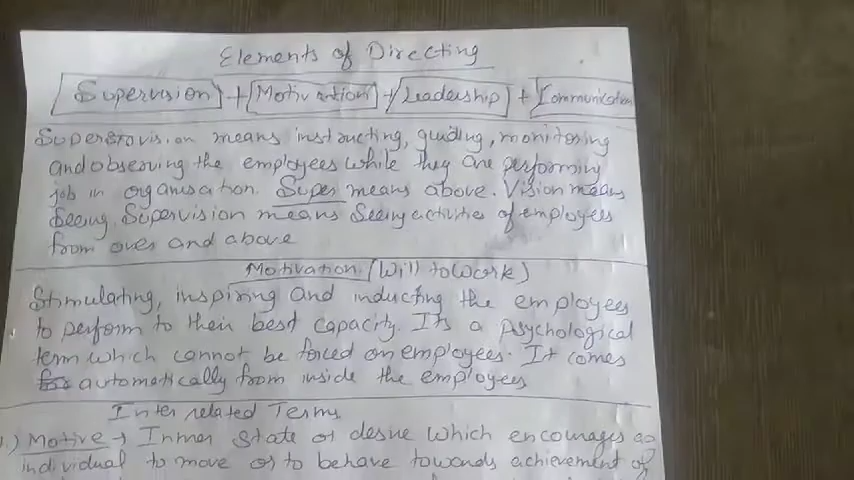 Elements of Directing
Supervision + Motivation + Leadership + Communication
Supervision means instructing, guiding, monitoring
and observing the employees while they are performing
job in organisation. Super means above. Vision means
Seeing. Supervision means Seeing activities of employees
from over and above
Motivation (Will to Work)
Stimulating, inspiring and inducting the employees
to perform to their best capacity. Its a Psychological
term which cannot be forced on employees. It comes
automatically from inside the employees
Inter related Terms
1.) Motive → Inner State or desire which encourages an
individual to move or to behave towards achievement of